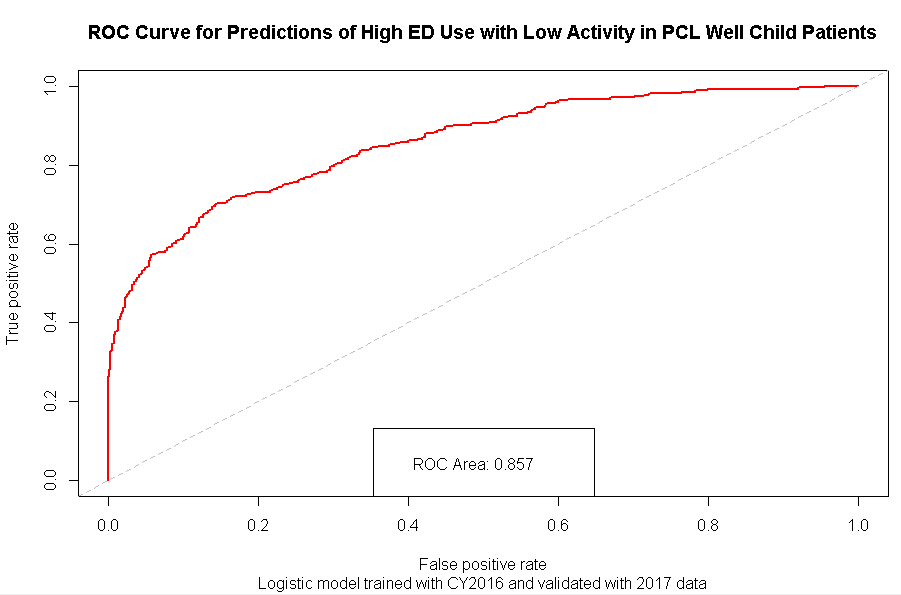 ROC Curve for Predictions of High ED Use with Low Activity in PCL Well Child Patients
True positive rate
1.0
0.8
0.6
0.4
0.2
0.0
ROC Area: 0.857
0.0 0.2 0.4 0.6 0.8 1.0
False positive rate
Logistic model trained with CY2016 and validated with 2017 data